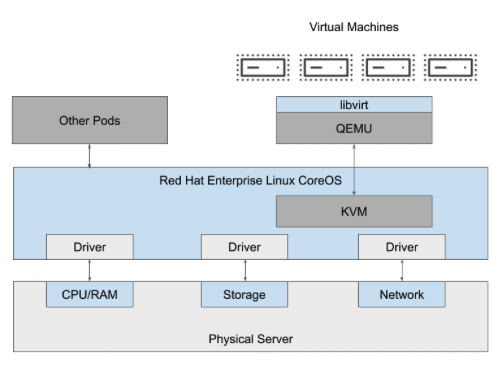 Virtual Machines
libvirt
Other Pods
QEMU
Red Hat Enterprise Linux CoreOS
KVM
Driver
Driver
Driver
CPU/RAM
Storage
Network
Physical Server